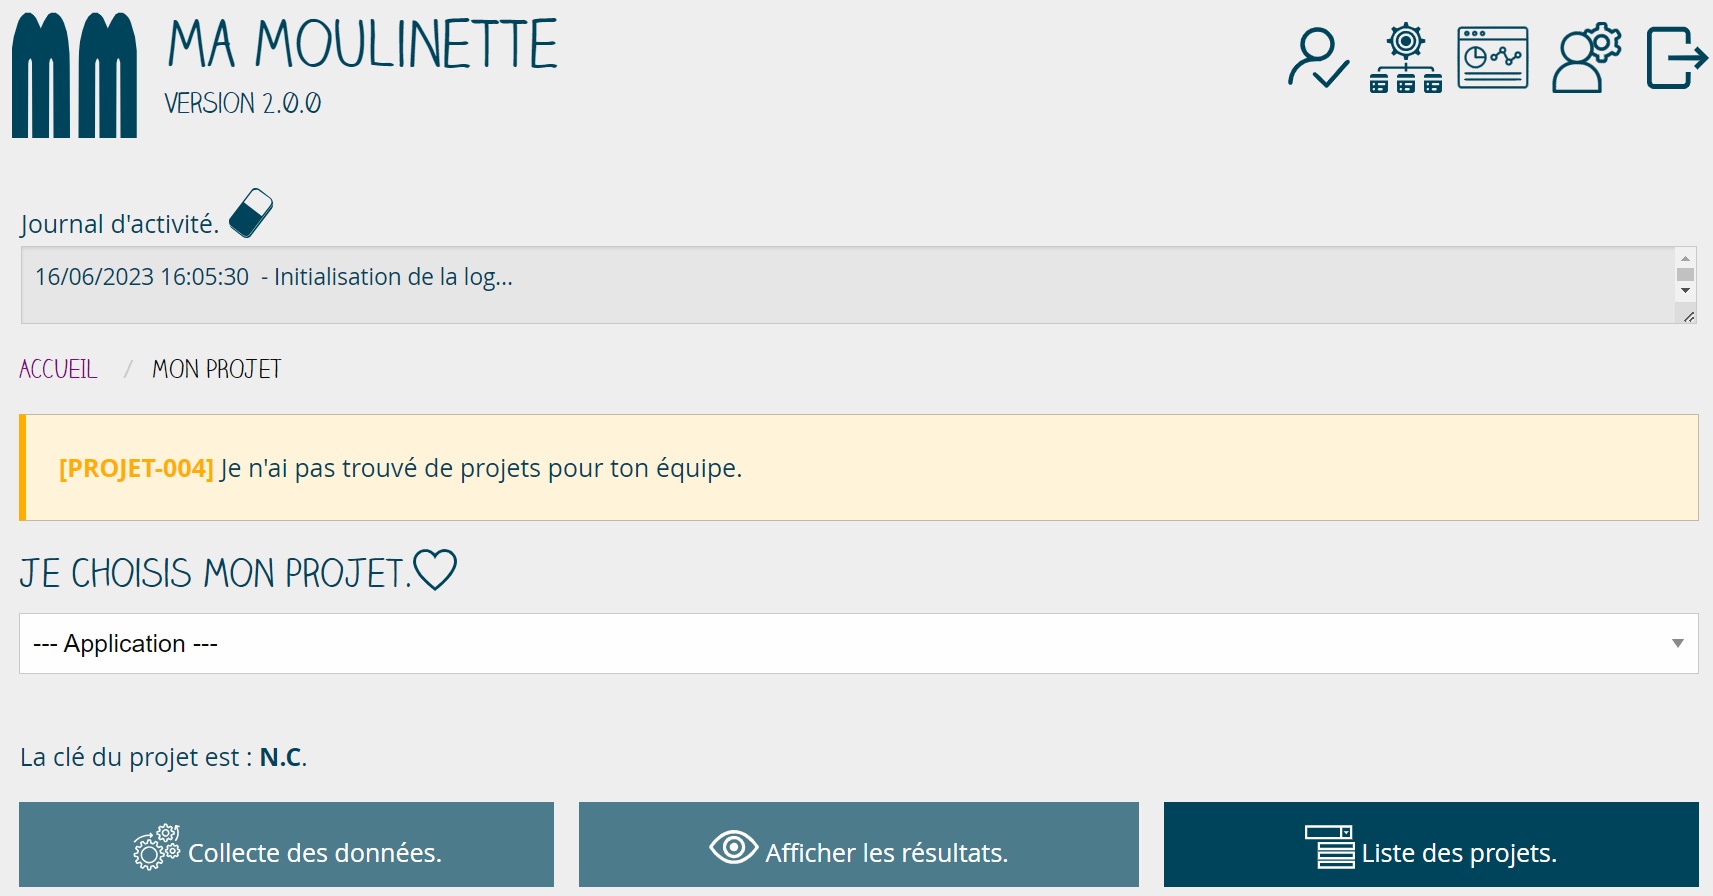 MA MOULINETTE
VERSION 2.0.0
Journal d'activité.
16/06/2023 16:05:30  - Initialisation de la log...
ACCUEIL / MON PROJET
[PROJET-004] Je n'ai pas trouvé de projets pour ton équipe.
JE CHOISIS MON PROJET.
--- Application ---
La clé du projet est : N.C.
Collecte des données.
Afficher les résultats.
Liste des projets.